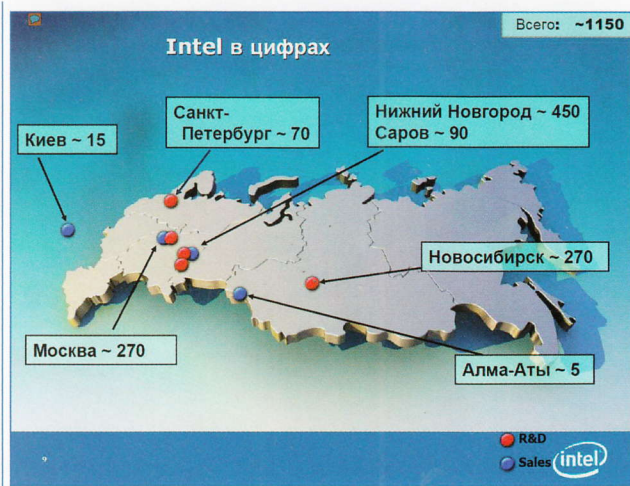 Всего: ~1150
Intel в цифрах
Санкт-
Петербург ~ 70
Нижний Новгород ~ 450
Саров ~ 90
Киев ~ 15
Новосибирск ~ 270
Москва ~ 270
Алма-Аты ~ 5
R&D
Sales
intel
9